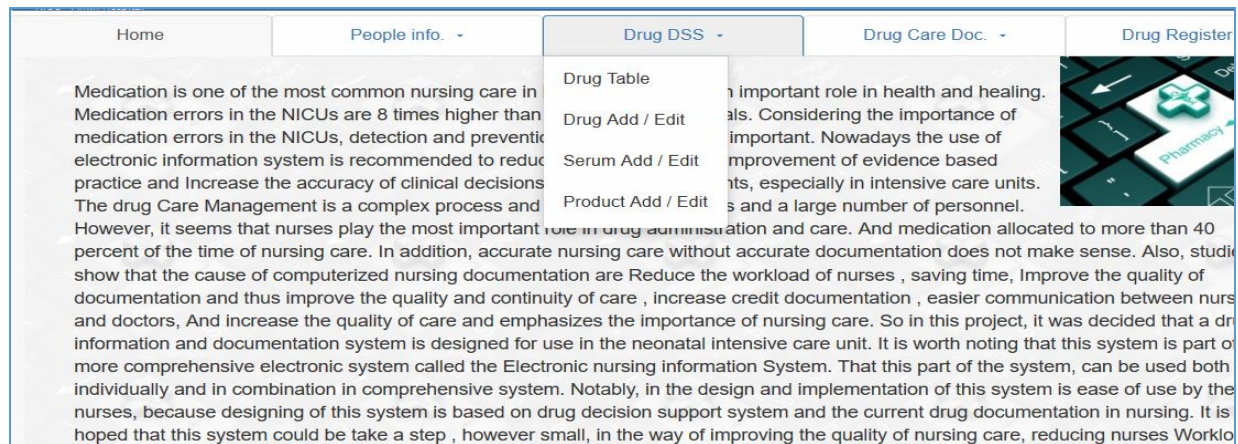 Home People info. Drug DSS Drug Care Doc. Drug Register
Drug Table
Drug Add / Edit
Serum Add / Edit
Product Add / Edit
Medication is one of the most common nursing care in important role in health and healing.
Medication errors in the NICUs are 8 times higher than als. Considering the importance of
medication errors in the NICUs, detection and preventio important. Nowadays the use of
electronic information system is recommended to reduc mprovement of evidence based
practice and Increase the accuracy of clinical decisions nts, especially in intensive care units.
The drug Care Management is a complex process and s and a large number of personnel.
However, it seems that nurses play the most important role in drug administration and care. And medication allocated to more than 40
percent of the time of nursing care. In addition, accurate nursing care without accurate documentation does not make sense. Also, studie
show that the cause of computerized nursing documentation are Reduce the workload of nurses , saving time, Improve the quality of
documentation and thus improve the quality and continuity of care , increase credit documentation , easier communication between nurs
and doctors, And increase the quality of care and emphasizes the importance of nursing care. So in this project, it was decided that a dru
information and documentation system is designed for use in the neonatal intensive care unit. It is worth noting that this system is part of
more comprehensive electronic system called the Electronic nursing information System. That this part of the system, can be used both
individually and in combination in comprehensive system. Notably, in the design and implementation of this system is ease of use by the
nurses, because designing of this system is based on drug decision support system and the current drug documentation in nursing. It is
hoped that this system could be take a step , however small, in the way of improving the quality of nursing care, reducing nurses Worklo
Pharmacy